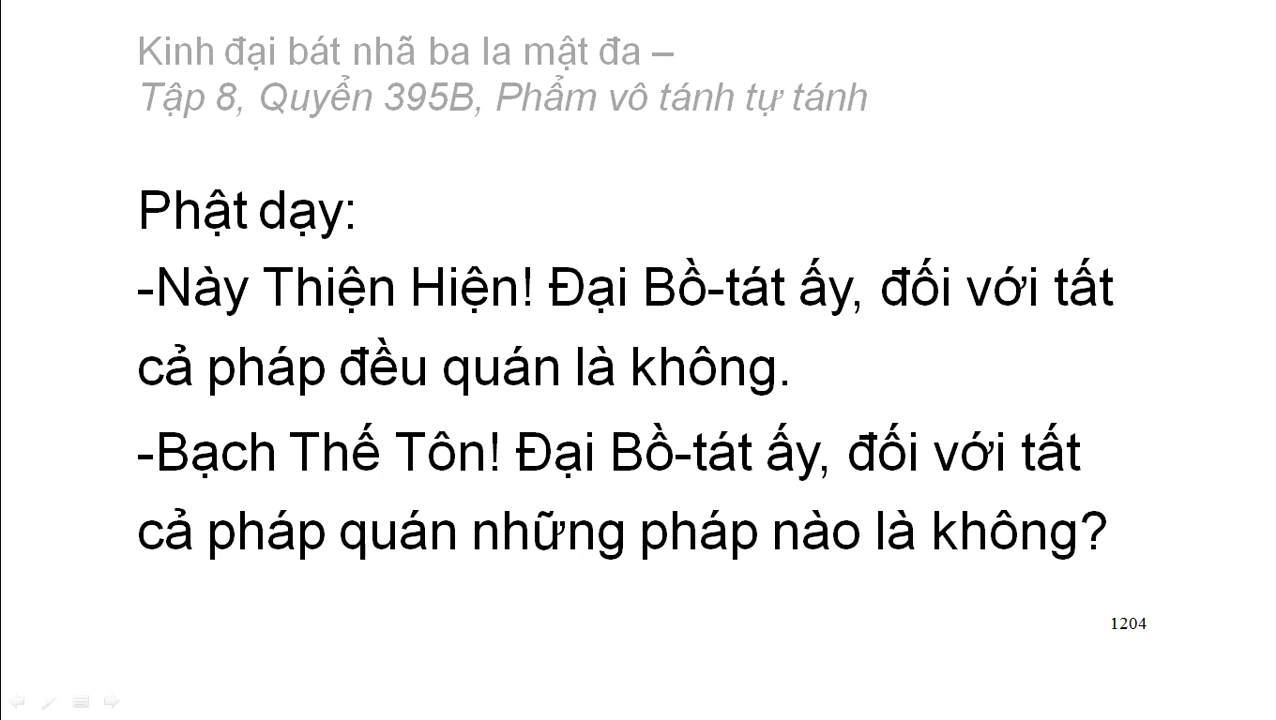 Kinh đại bát nhã ba la mật đa –
Tập 8, Quyển 395B, Phẩm vô tánh tự tánh
Phật dạy:
-Này Thiện Hiện! Đại Bồ-tát ấy, đối với tất
cả pháp đều quán là không.
-Bạch Thế Tôn! Đại Bồ-tát ấy, đối với tất
cả pháp quán những pháp nào là không?
1204